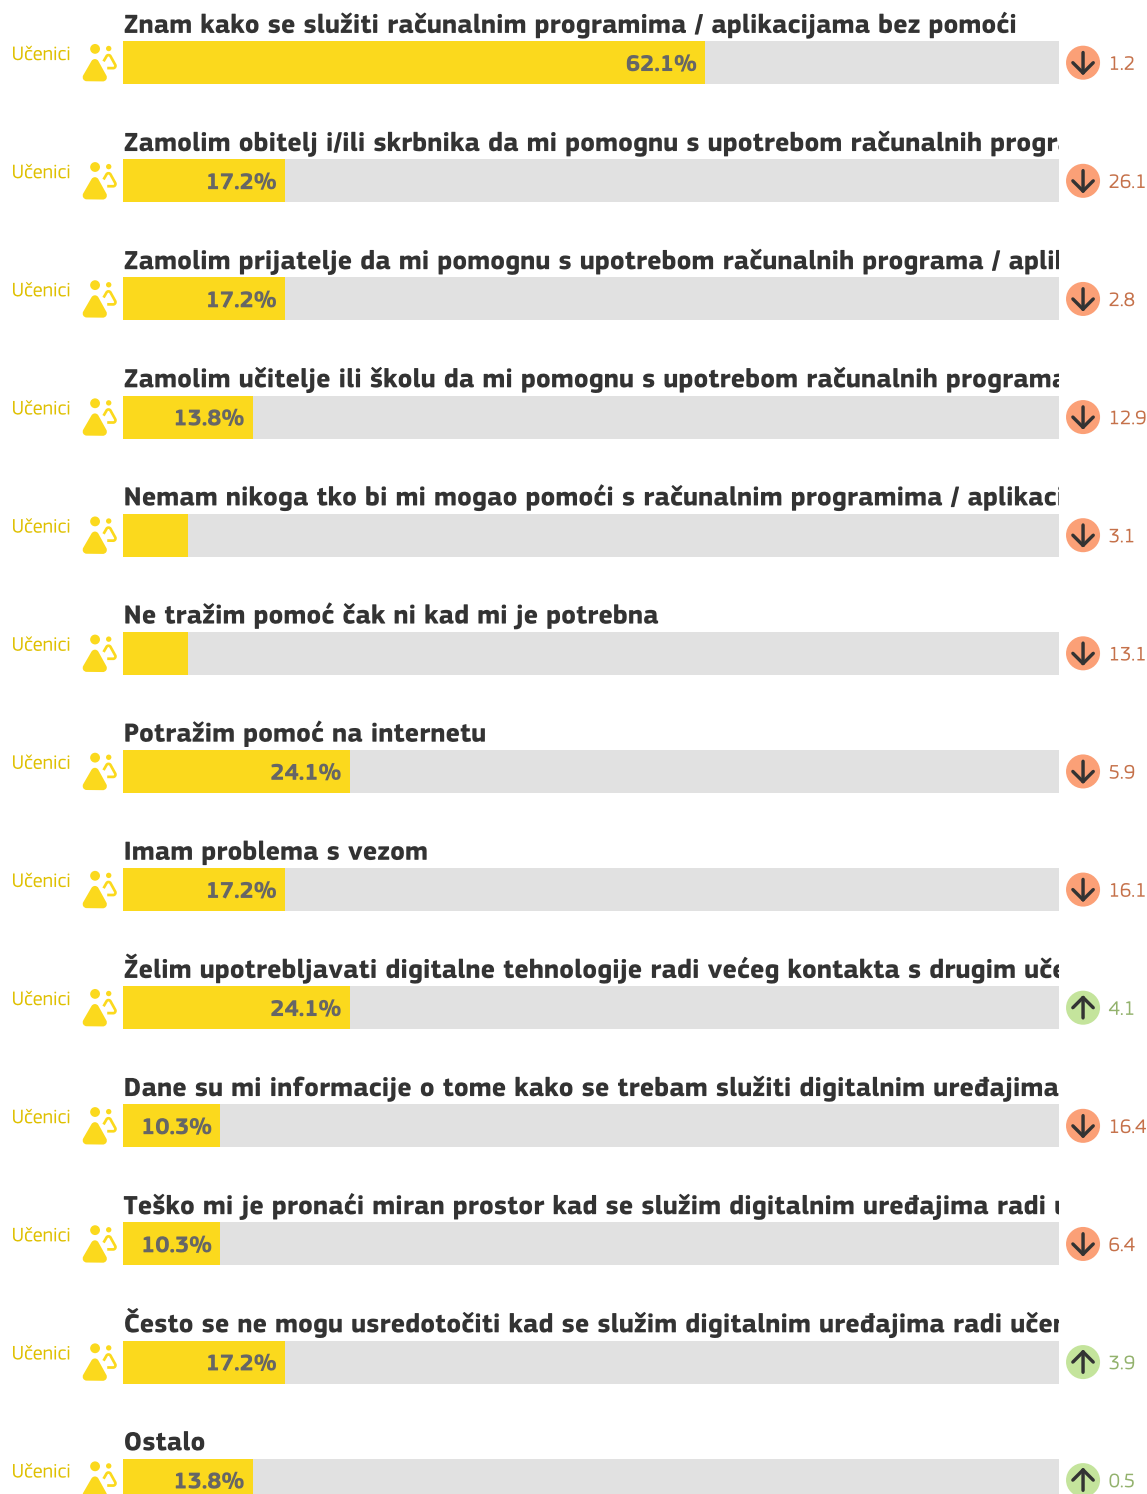 Znam kako se služiti računalnim programima / aplikacijama bez pomoći
Učenici 62.1% 1.2
Zamolim obitelj i/ili skrbnika da mi pomognu s upotrebom računalnih progr
Učenici 17.2% 26.1
Zamolim prijatelje da mi pomognu s upotrebom računalnih programa / aplik
Učenici 17.2% 2.8
Zamolim učitelje ili školu da mi pomognu s upotrebom računalnih programa
Učenici 13.8% 12.9
Nemam nikoga tko bi mi mogao pomoći s računalnim programima / aplikaci
Učenici 3.1
Ne tražim pomoć čak ni kad mi je potrebna
Učenici 13.1
Potražim pomoć na internetu
Učenici 24.1% 5.9
Imam problema s vezom
Učenici 17.2% 16.1
Želim upotrebljavati digitalne tehnologije radi većeg kontakta s drugim uče
Učenici 24.1% 4.1
Dane su mi informacije o tome kako se trebam služiti digitalnim uređajima
Učenici 10.3% 16.4
Teško mi je pronaći miran prostor kad se služim digitalnim uređajima radi
Učenici 10.3% 6.4
Često se ne mogu usredotočiti kad se služim digitalnim uređajima radi učen
Učenici 17.2% 3.9
Ostalo
Učenici 13.8% 0.5